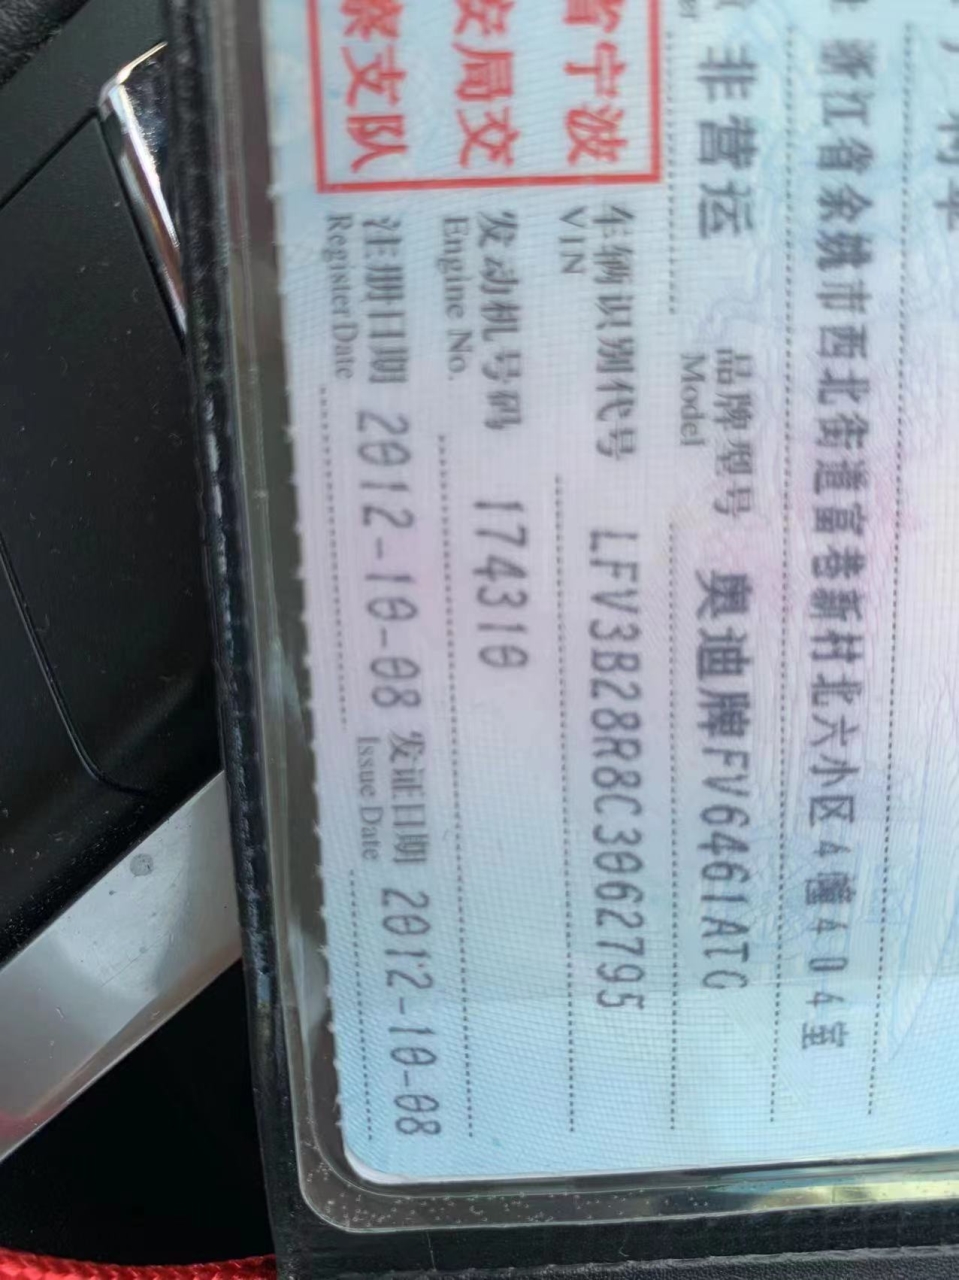 浙江省余姚市西北街道富巷新村北六小区4幢404室
非营运 品牌型号 奥迪牌FV6461ATG
Model
省宁波
安局交
察支队
车辆识别代号 LFV3B28R8C3062795
VIN
发动机号码 174310
Engine No.
注册日期 2012-10-08 发证日期 2012-10-08
Register Date Issue Date